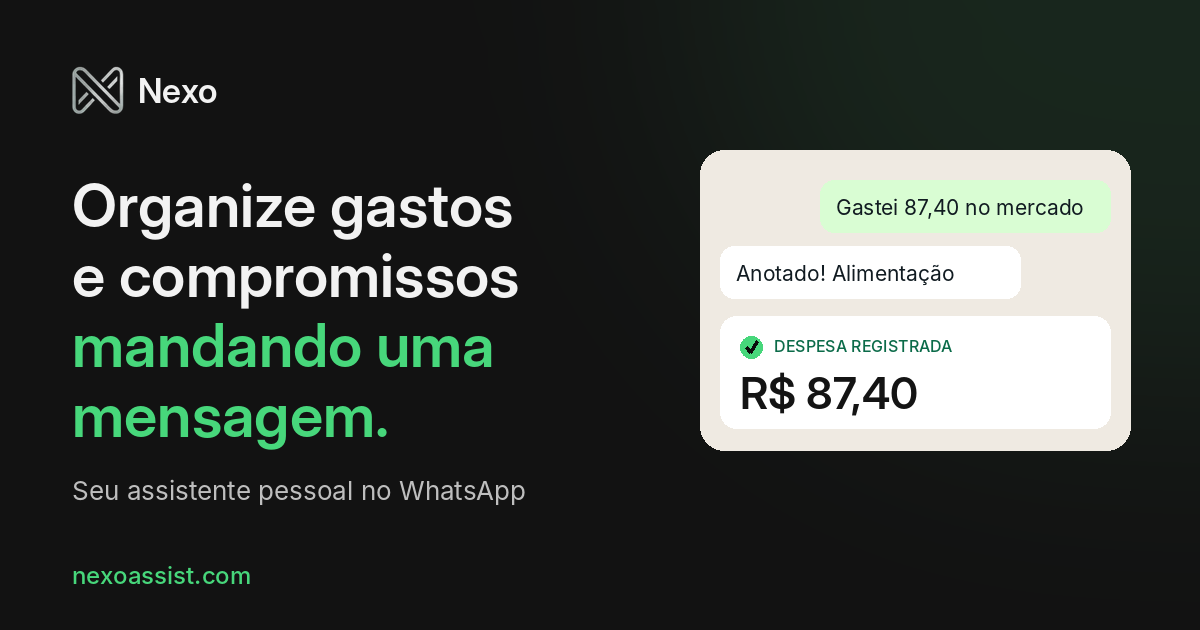 Nexo
Organize gastos
e compromissos
mandando uma
mensagem.
Seu assistente pessoal no WhatsApp
nexoassist.com
Gastei 87,40 no mercado
Anotado! Alimentação
DESPESA REGISTRADA
R$ 87,40